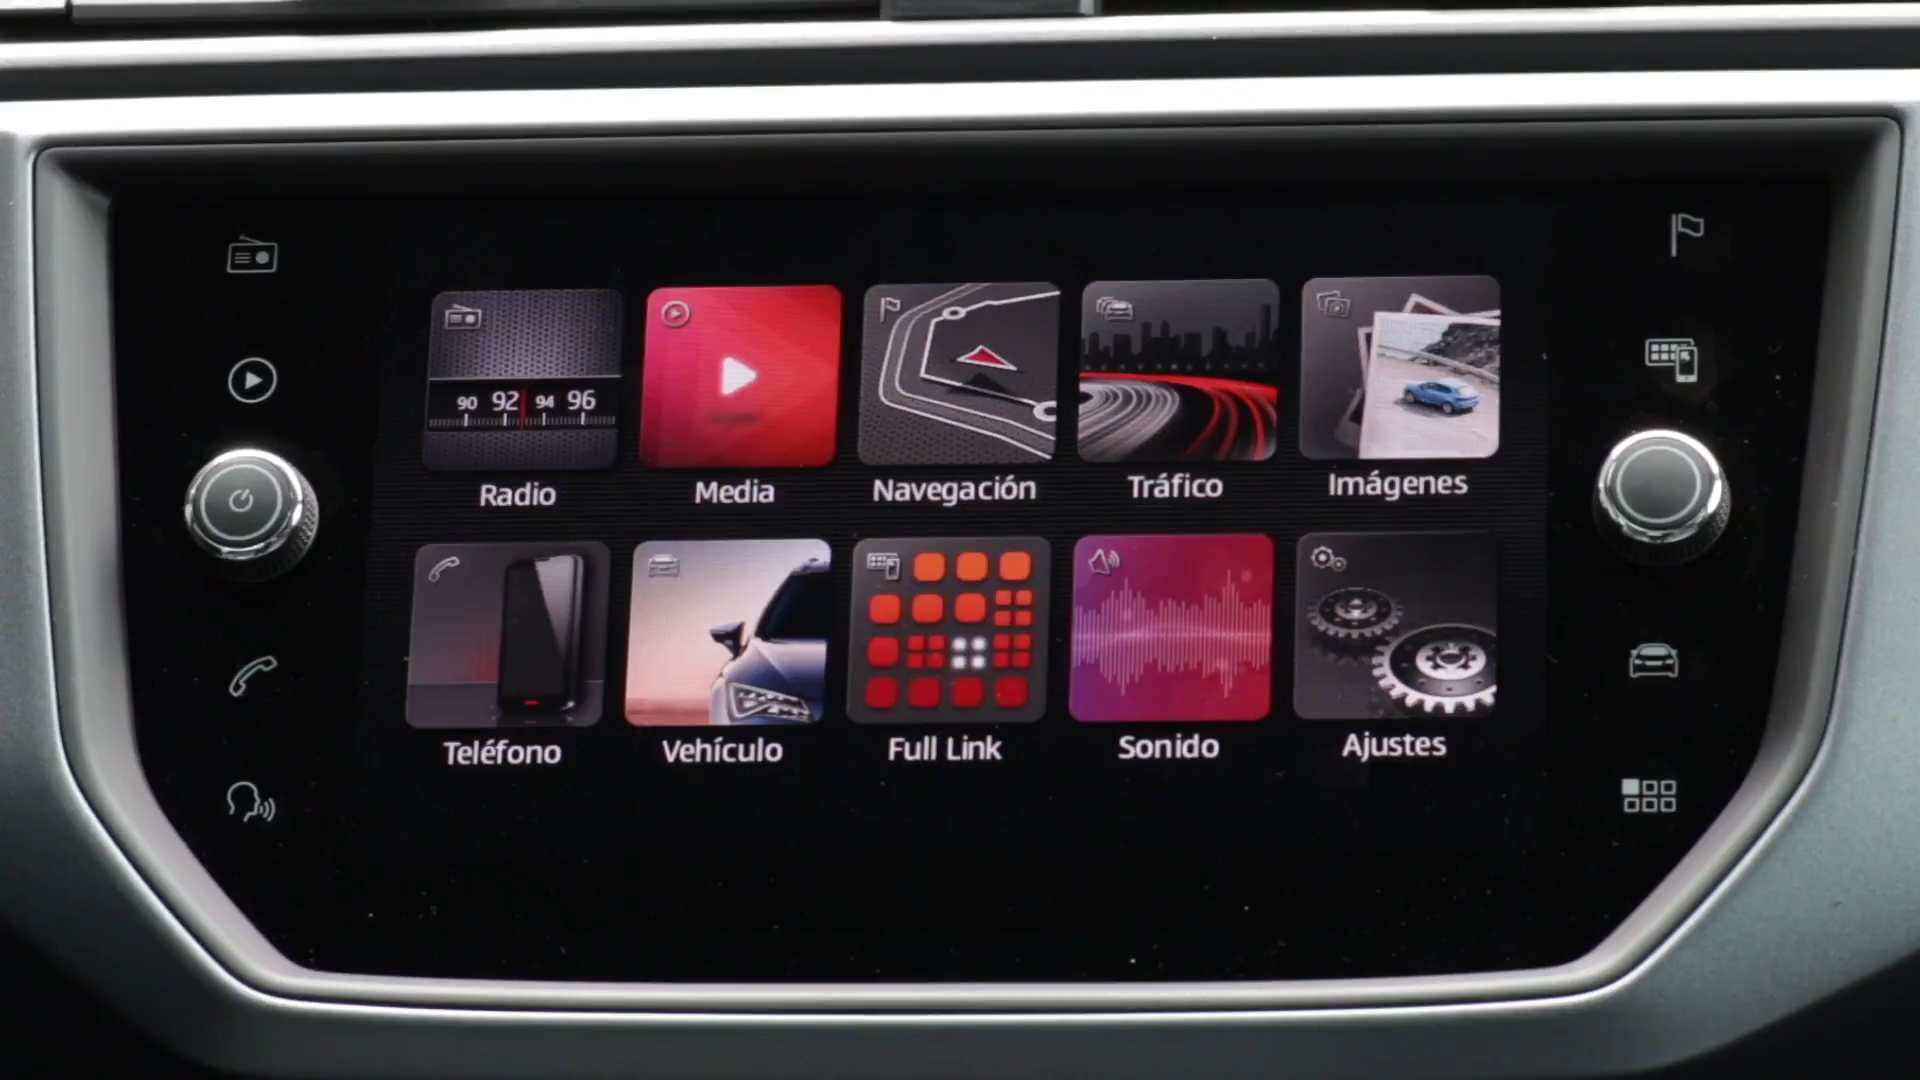 90 92 94 96
Radio Media Navegación Tráfico Imágenes
Teléfono Vehículo Full Link Sonido Ajustes